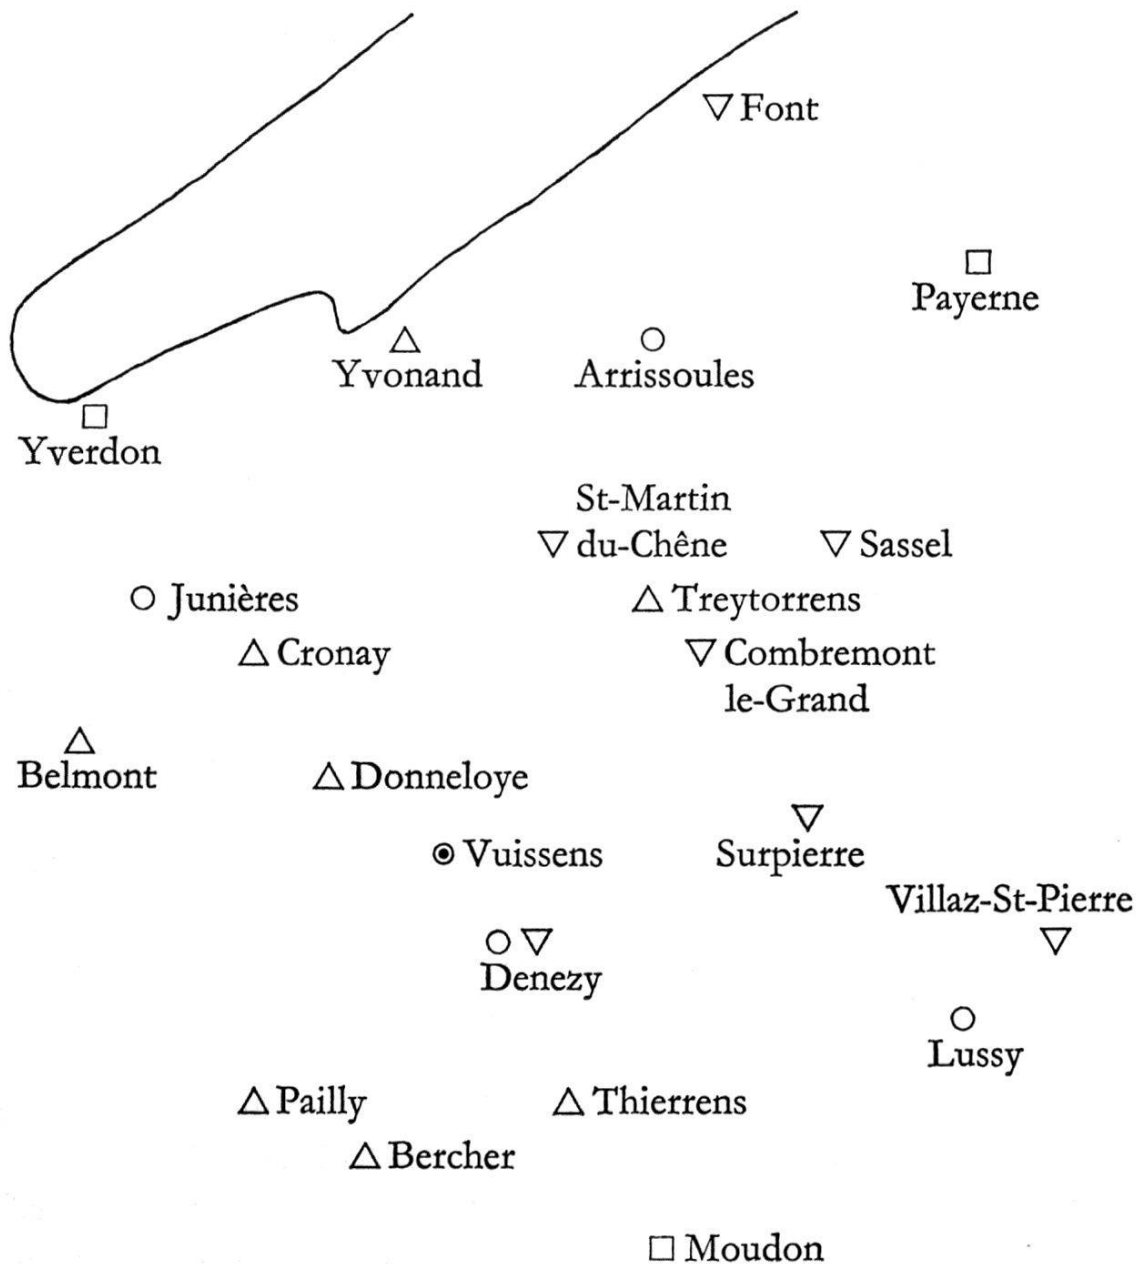 Font
Payerne
Yvonand
Arrissoules
Yverdon
St-Martin
du-Chêne
Sassel
Junières
Treytorrens
Cronay
Combremont
le-Grand
Belmont
Donneloye
Vuissens
Surpierre
Villaz-St-Pierre
Denezy
Lussy
Pailly
Thierrens
Bercher
Moudon